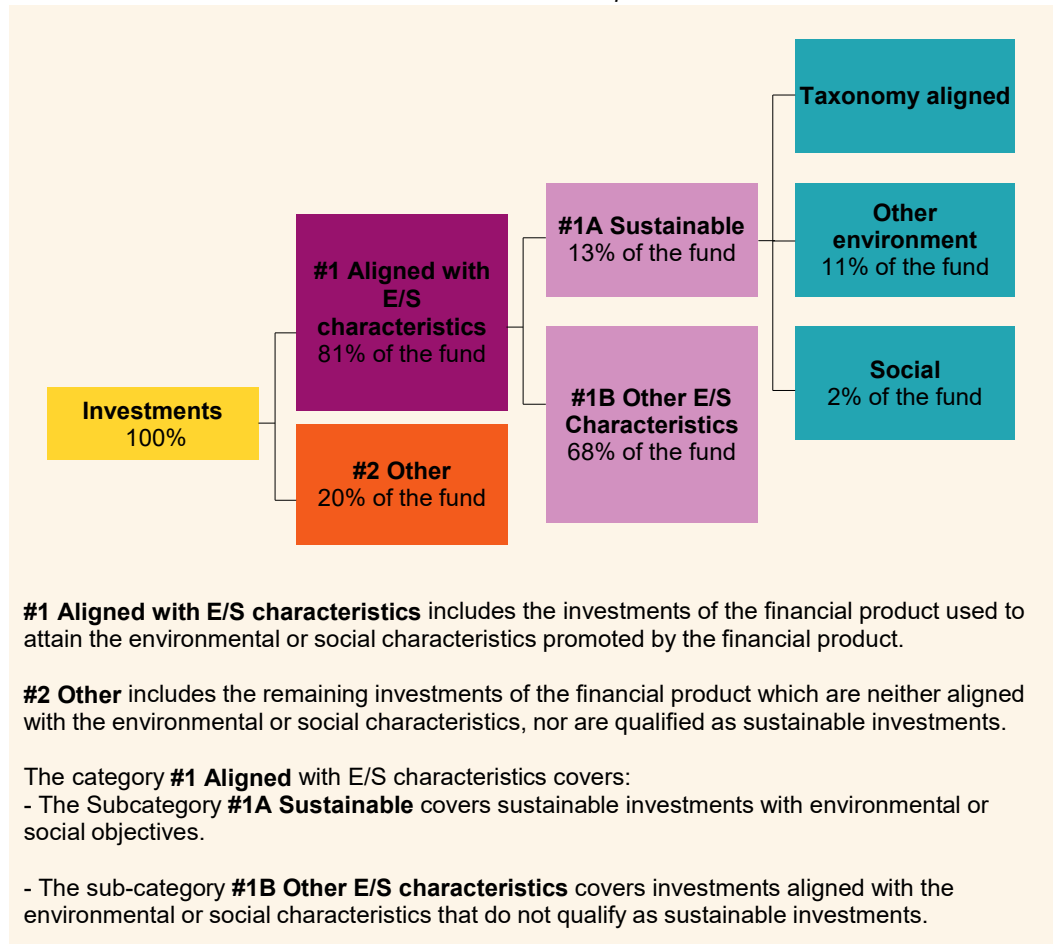 Taxonomy aligned
#1A Sustainable
13% of the fund
Other
environment
11% of the fund
#1 Aligned with
E/S
characteristics
81% of the fund
#1B Other E/S
Characteristics
68% of the fund
Social
2% of the fund
Investments
100%
#2 Other
20% of the fund
#1 Aligned with E/S characteristics includes the investments of the financial product used to
attain the environmental or social characteristics promoted by the financial product.
#2 Other includes the remaining investments of the financial product which are neither aligned
with the environmental or social characteristics, nor are qualified as sustainable investments.
The category #1 Aligned with E/S characteristics covers:
- The Subcategory #1A Sustainable covers sustainable investments with environmental or
social objectives.
- The sub-category #1B Other E/S characteristics covers investments aligned with the
environmental or social characteristics that do not qualify as sustainable investments.